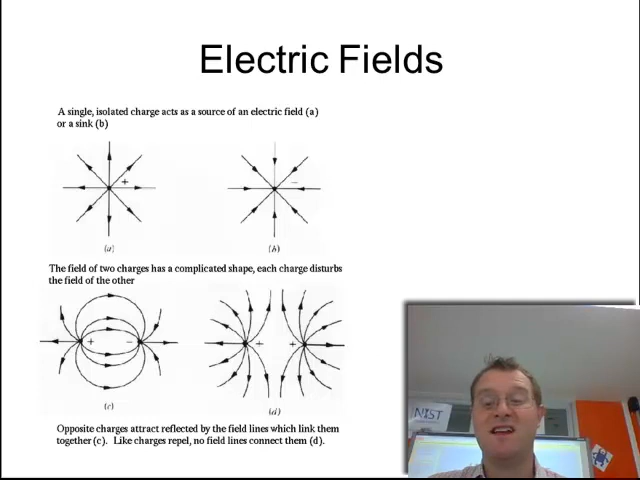 Electric Fields
A single, isolated charge acts as a source of an electric field (a)
or a sink (b)
+
−
(a)
(b)
The field of two charges has a complicated shape, each charge disturbs
the field of the other
+
−
+
+
(c)
(d)
Opposite charges attract reflected by the field lines which link them
together (c). Like charges repel, no field lines connect them (d).
NIST